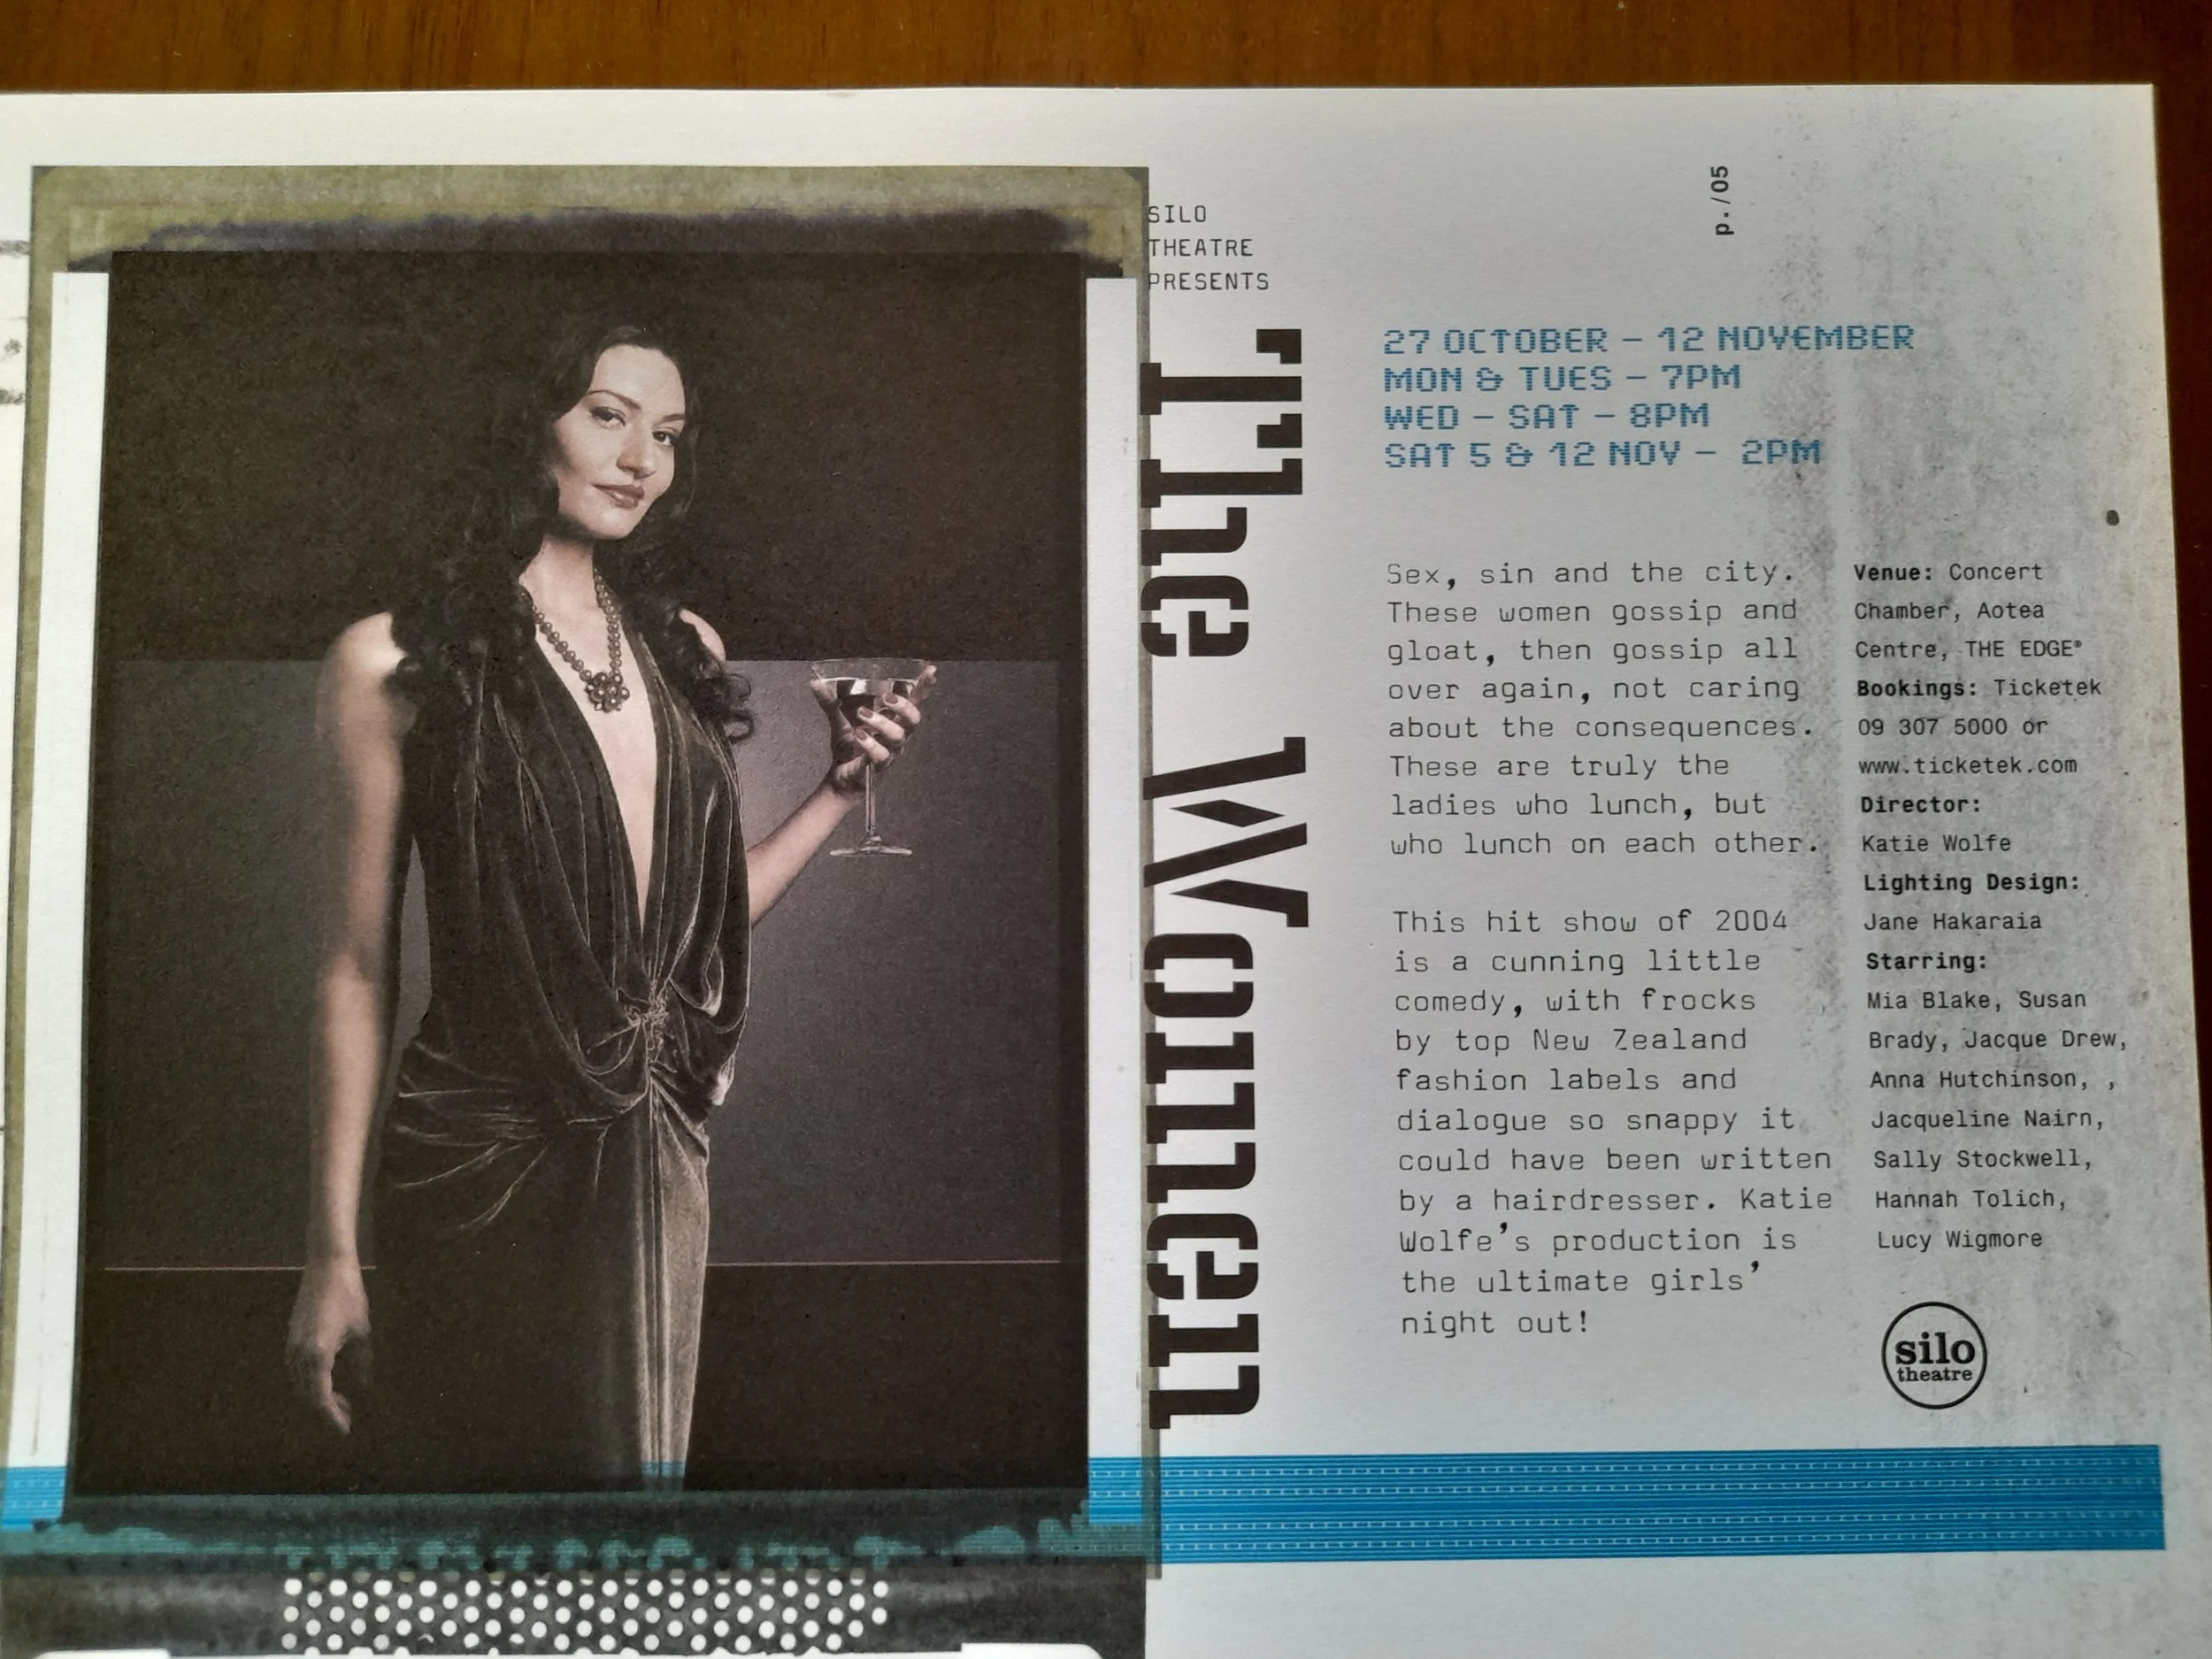 SILO
THEATRE
PRESENTS
The Women
p./05
27 OCTOBER – 12 NOVEMBER
MON & TUES – 7PM
WED – SAT – 8PM
SAT 5 & 12 NOV – 2PM
Sex, sin and the city.
These women gossip and
gloat, then gossip all
over again, not caring
about the consequences.
These are truly the
ladies who lunch, but
who lunch on each other.
This hit show of 2004
is a cunning little
comedy, with frocks
by top New Zealand
fashion labels and
dialogue so snappy it
could have been written
by a hairdresser. Katie
Wolfe's production is
the ultimate girls'
night out!
Venue: Concert
Chamber, Aotea
Centre, THE EDGE®
Bookings: Ticketek
09 307 5000 or
www.ticketek.com
Director:
Katie Wolfe
Lighting Design:
Jane Hakaraia
Starring:
Mia Blake, Susan
Brady, Jacque Drew,
Anna Hutchinson, ,
Jacqueline Nairn,
Sally Stockwell,
Hannah Tolich,
Lucy Wigmore
silo
theatre